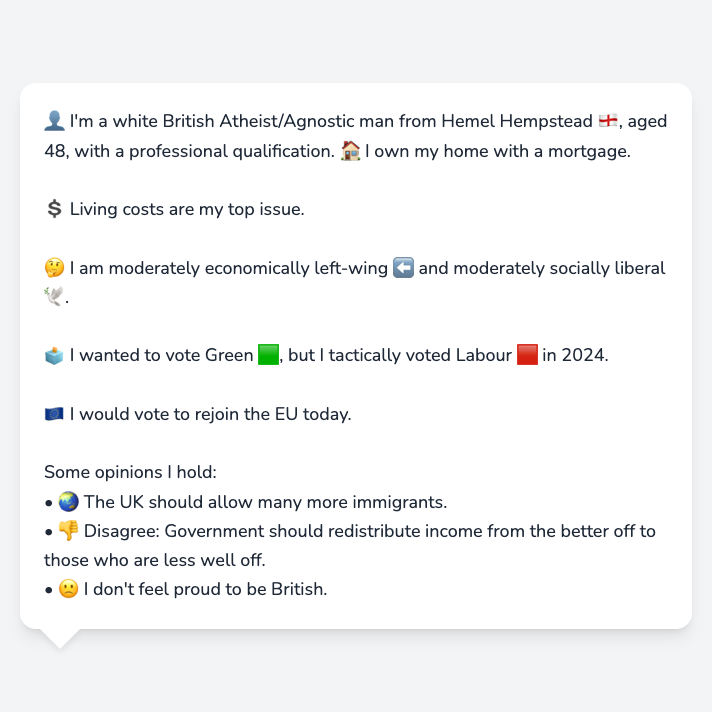 👤 I'm a white British Atheist/Agnostic man from Hemel Hempstead 🏴󠁧󠁢󠁥󠁮󠁧󠁿, aged
48, with a professional qualification. 🏠 I own my home with a mortgage.
💲 Living costs are my top issue.
🤔 I am moderately economically left-wing ⬅️ and moderately socially liberal
🕊️.
🗳️ I wanted to vote Green 🟩, but I tactically voted Labour 🟥 in 2024.
🇪🇺 I would vote to rejoin the EU today.
Some opinions I hold:
• 🌏 The UK should allow many more immigrants.
• 👎 Disagree: Government should redistribute income from the better off to
those who are less well off.
• 🙁 I don't feel proud to be British.